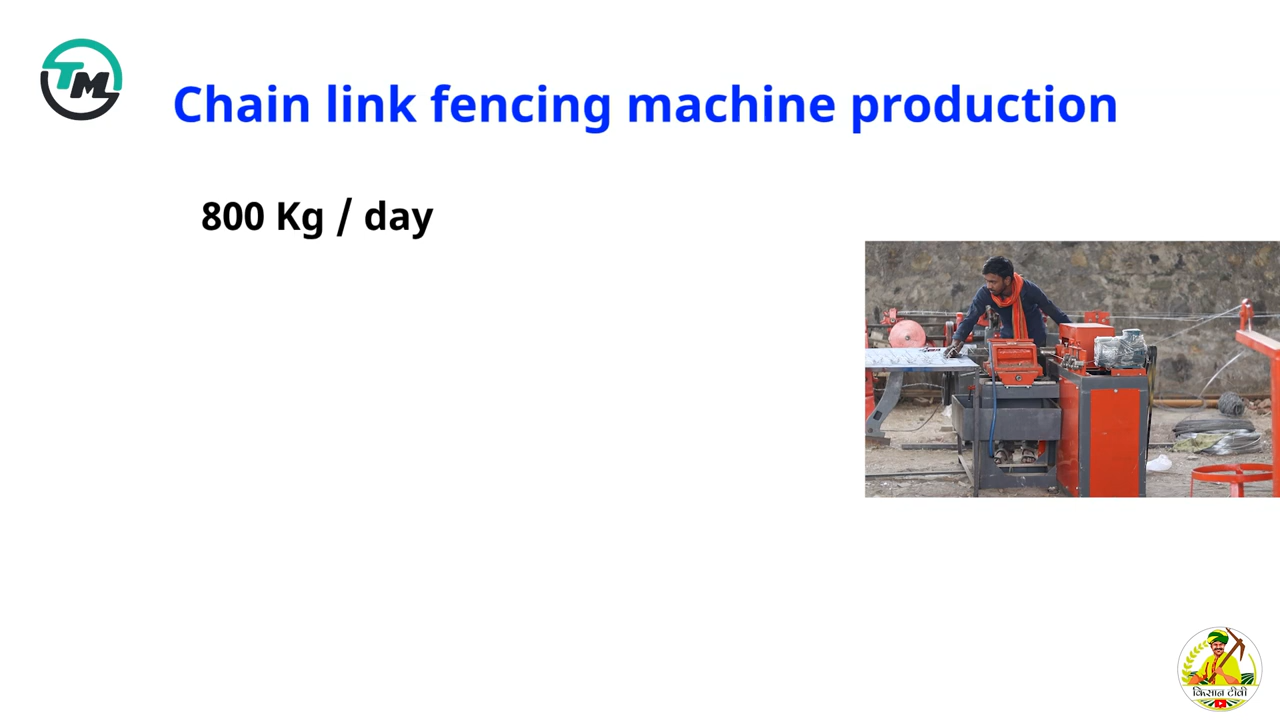 TM
Chain link fencing machine production
800 Kg / day
किसान टीवी